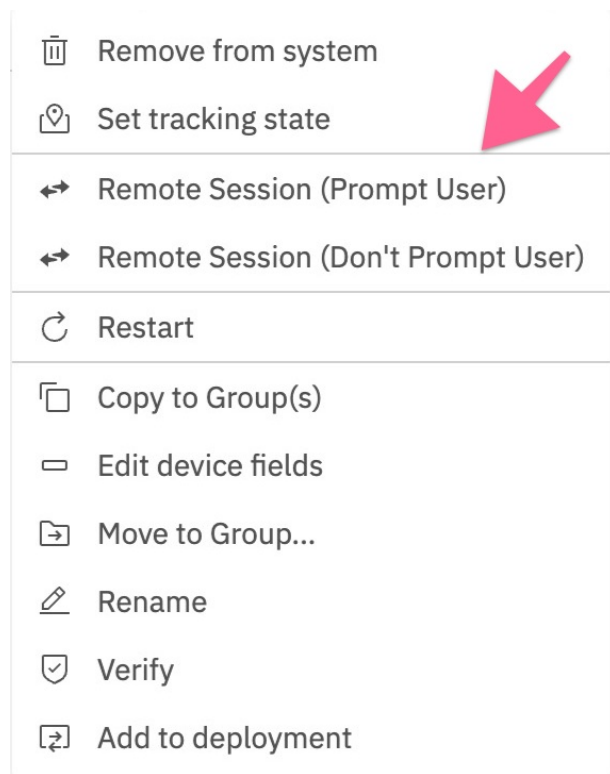 Remove from system
Set tracking state
Remote Session (Prompt User)
Remote Session (Don't Prompt User)
Restart
Copy to Group(s)
Edit device fields
Move to Group...
Rename
Verify
Add to deployment